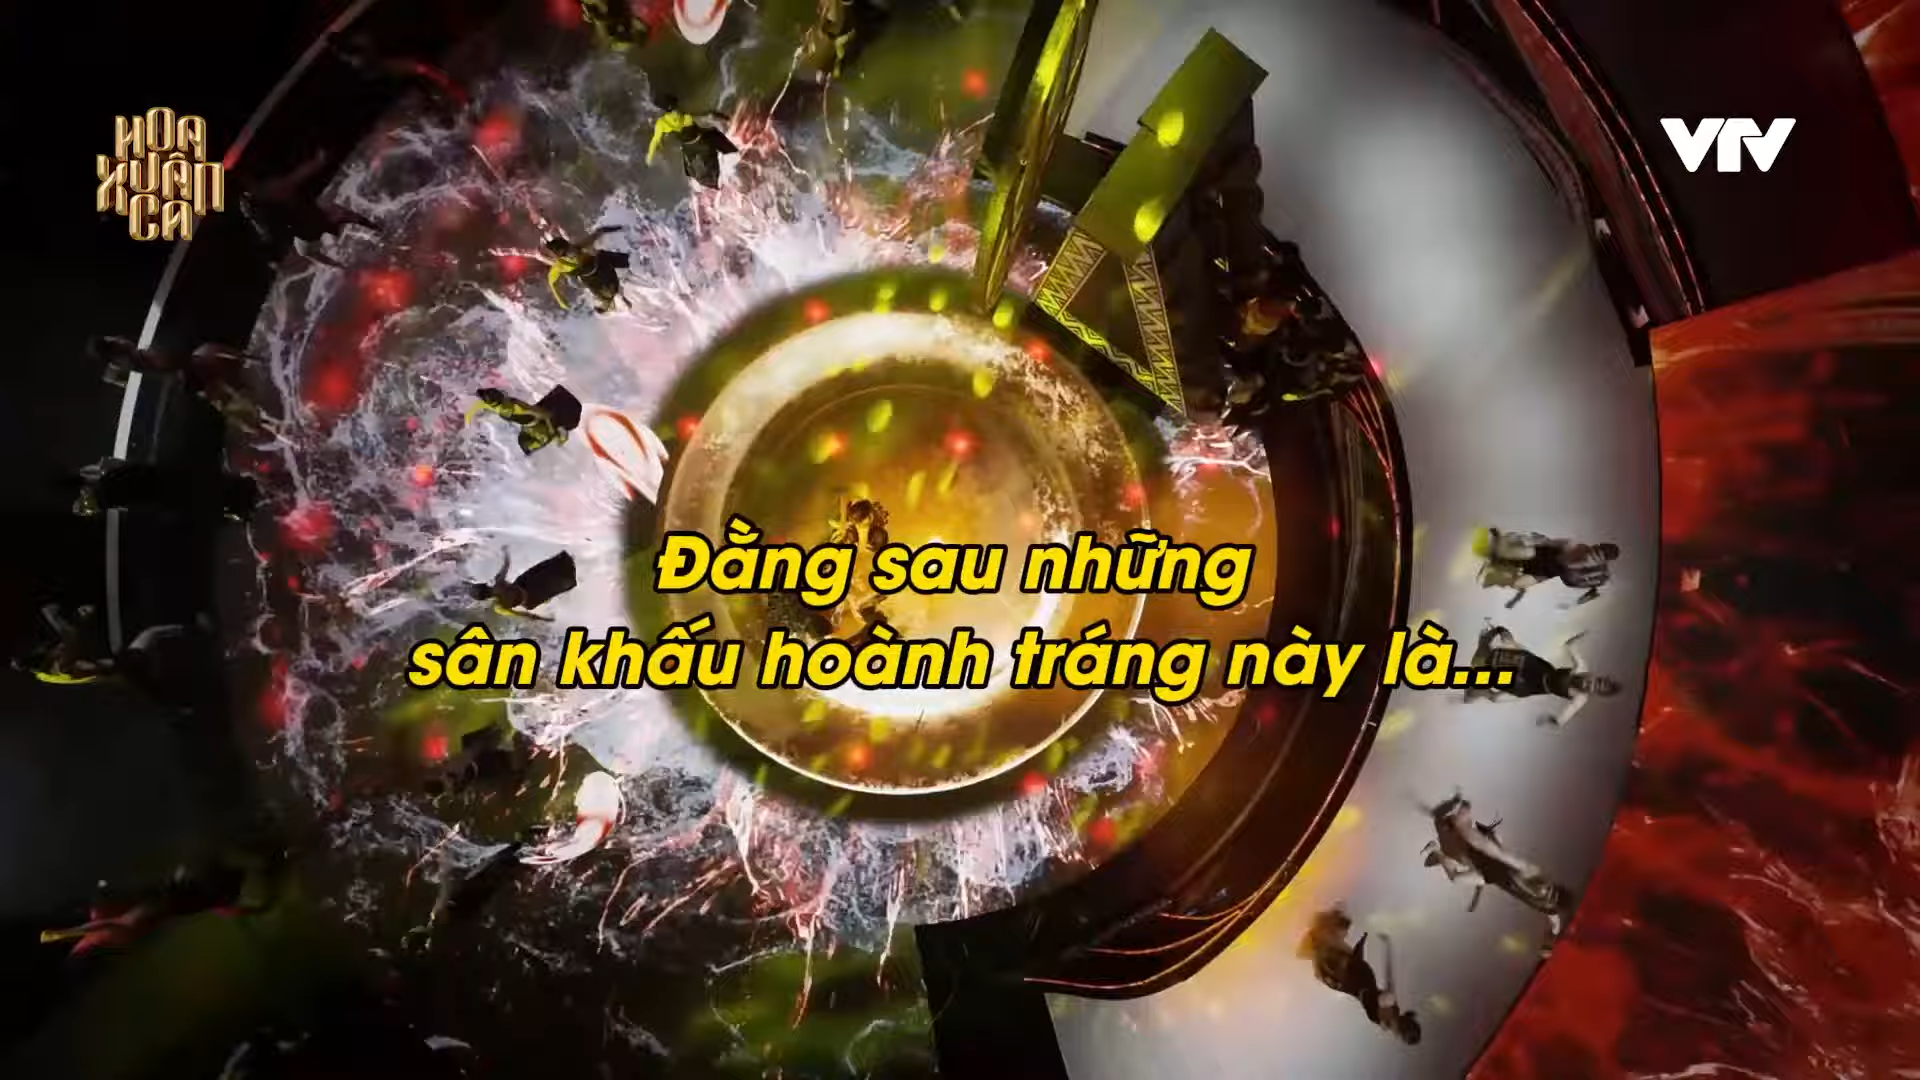 HOA
XUÂN
CA
VTV
Đằng sau những
sân khấu hoành tráng này là...